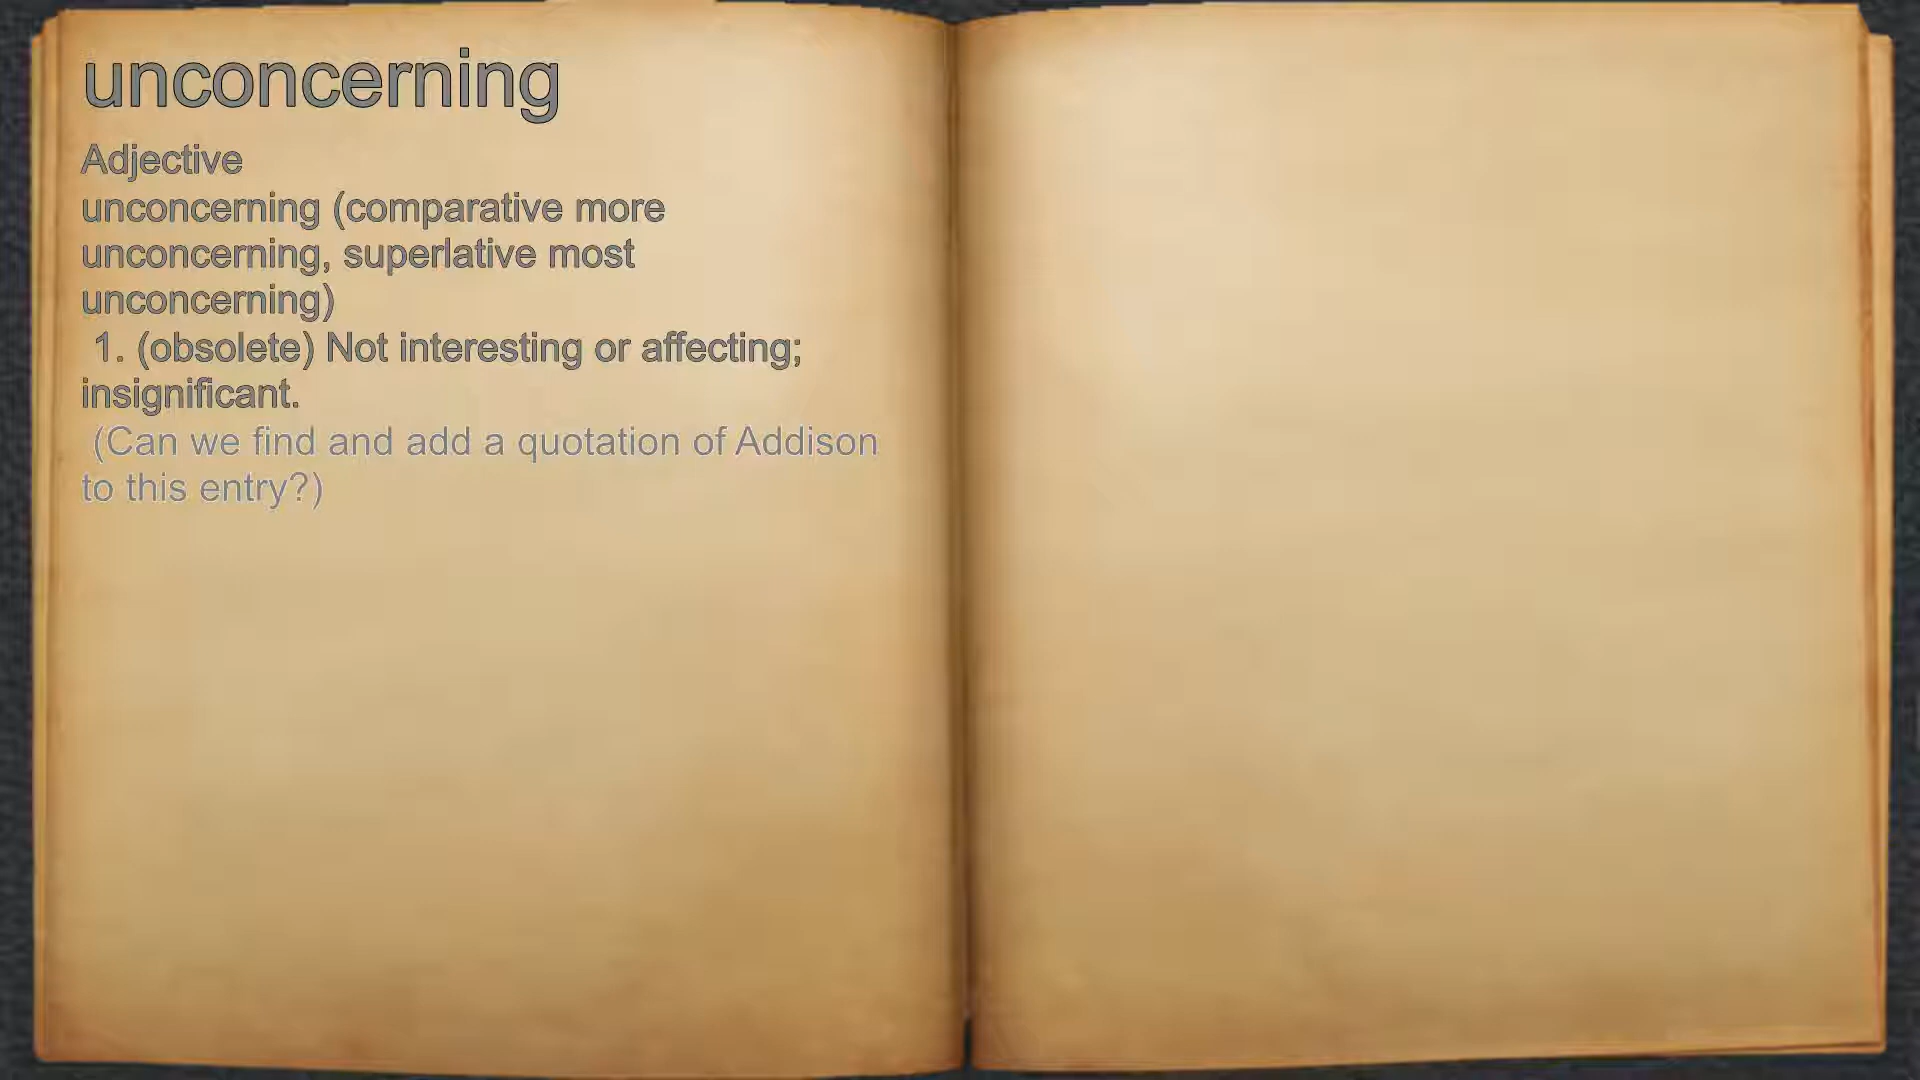 unconcerning
Adjective
unconcerning (comparative more
unconcerning, superlative most
unconcerning)
1. (obsolete) Not interesting or affecting;
insignificant.
(Can we find and add a quotation of Addison
to this entry?)